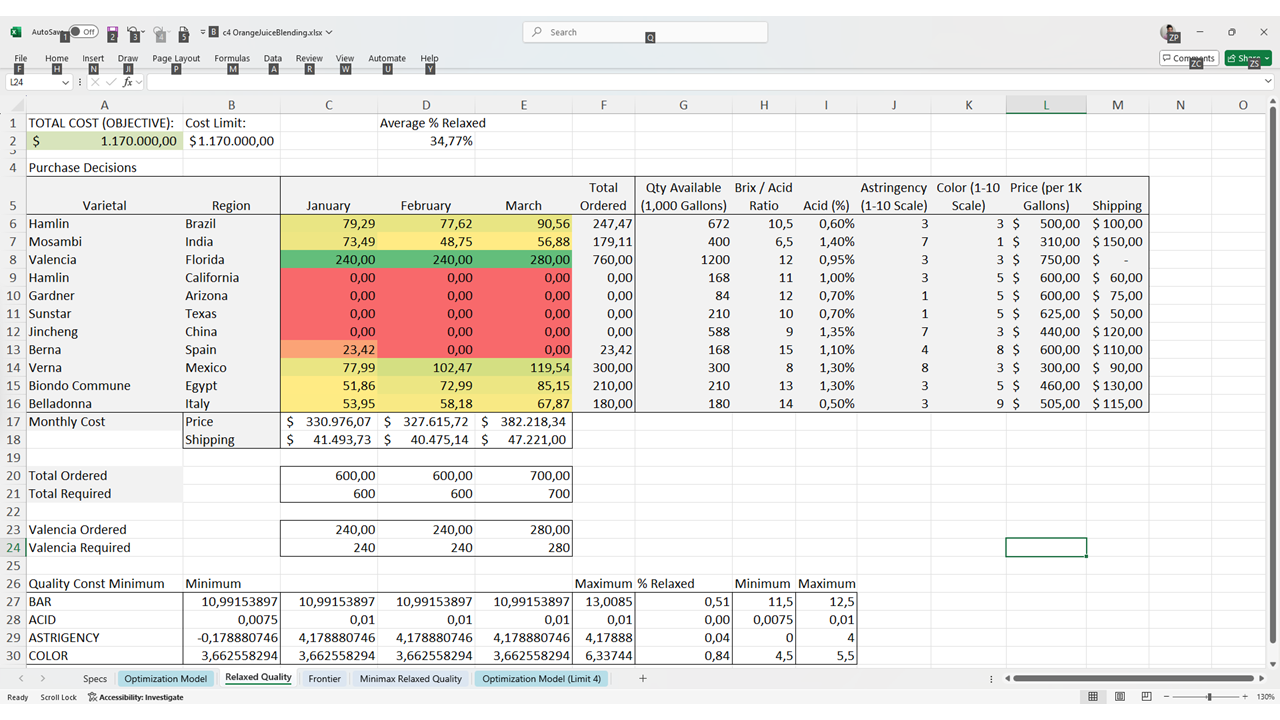 AutoSave Off c4 OrangeJuiceBlending.xlsx Search
1 2 3 4 5 B Q ZP
File Home Insert Draw Page Layout Formulas Data Review View Automate Help Comments Share
F H N JI P M A R W U Y ZC ZS
L24 fx
A B C D E F G H I J K L M N O
1 TOTAL COST (OBJECTIVE): Cost Limit: Average % Relaxed
2 $ 1.170.000,00 $1.170.000,00 34,77%
3
4 Purchase Decisions
Total Qty Available Brix / Acid Astringency Color (1-10 Price (per 1K
5 Varietal Region January February March Ordered (1,000 Gallons) Ratio Acid (%) (1-10 Scale) Scale) Gallons) Shipping
6 Hamlin Brazil 79,29 77,62 90,56 247,47 672 10,5 0,60% 3 3 $ 500,00 $ 100,00
7 Mosambi India 73,49 48,75 56,88 179,11 400 6,5 1,40% 7 1 $ 310,00 $ 150,00
8 Valencia Florida 240,00 240,00 280,00 760,00 1200 12 0,95% 3 3 $ 750,00 $ -
9 Hamlin California 0,00 0,00 0,00 0,00 168 11 1,00% 3 5 $ 600,00 $ 60,00
10 Gardner Arizona 0,00 0,00 0,00 0,00 84 12 0,70% 1 5 $ 600,00 $ 75,00
11 Sunstar Texas 0,00 0,00 0,00 0,00 210 10 0,70% 1 5 $ 625,00 $ 50,00
12 Jincheng China 0,00 0,00 0,00 0,00 588 9 1,35% 7 3 $ 440,00 $ 120,00
13 Berna Spain 23,42 0,00 0,00 23,42 168 15 1,10% 4 8 $ 600,00 $ 110,00
14 Verna Mexico 77,99 102,47 119,54 300,00 300 8 1,30% 8 3 $ 300,00 $ 90,00
15 Biondo Commune Egypt 51,86 72,99 85,15 210,00 210 13 1,30% 3 5 $ 460,00 $ 130,00
16 Belladonna Italy 53,95 58,18 67,87 180,00 180 14 0,50% 3 9 $ 505,00 $ 115,00
17 Monthly Cost Price $ 330.976,07 $ 327.615,72 $ 382.218,34
18 Shipping $ 41.493,73 $ 40.475,14 $ 47.221,00
19
20 Total Ordered 600,00 600,00 700,00
21 Total Required 600 600 700
22
23 Valencia Ordered 240,00 240,00 280,00
24 Valencia Required 240 240 280
25
26 Quality Const Minimum Minimum Maximum % Relaxed Minimum Maximum
27 BAR 10,99153897 10,99153897 10,99153897 10,99153897 13,0085 0,51 11,5 12,5
28 ACID 0,0075 0,01 0,01 0,01 0,01 0,00 0,0075 0,01
29 ASTRIGENCY -0,178880746 4,178880746 4,178880746 4,178880746 4,17888 0,04 0 4
30 COLOR 3,662558294 3,662558294 3,662558294 3,662558294 6,33744 0,84 4,5 5,5
Specs Optimization Model Relaxed Quality Frontier Minimax Relaxed Quality Optimization Model (Limit 4)
Ready Scroll Lock Accessibility: Investigate 130%